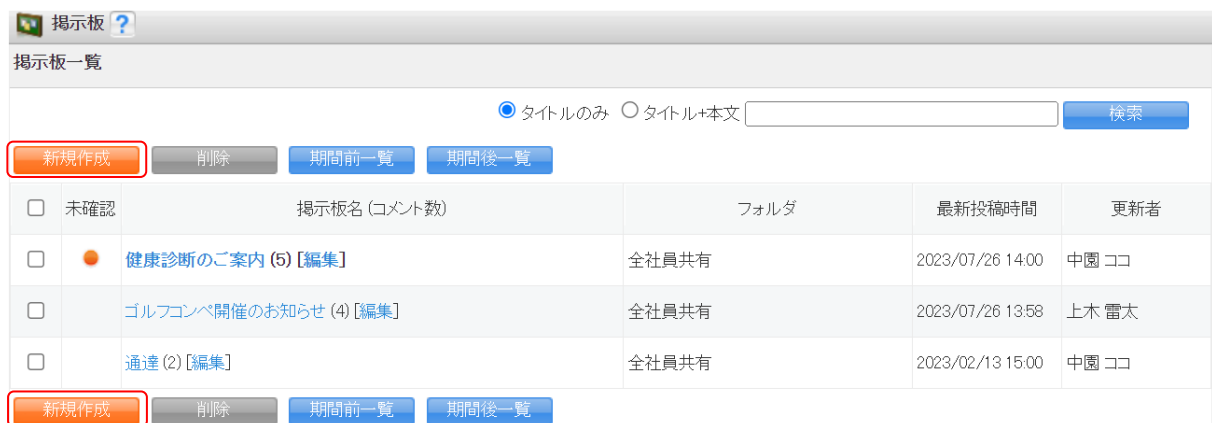 掲示板 ?
掲示板一覧
タイトルのみ タイトル+本文 検索
新規作成 削除 期間前一覧 期間後一覧
未確認 掲示板名 (コメント数) フォルダ 最新投稿時間 更新者
健康診断のご案内 (5) [編集] 全社員共有 2023/07/26 14:00 中園 ココ
ゴルフコンペ開催のお知らせ (4) [編集] 全社員共有 2023/07/26 13:58 上木 雷太
通達 (2) [編集] 全社員共有 2023/02/13 15:00 中園 ココ
新規作成 削除 期間前一覧 期間後一覧